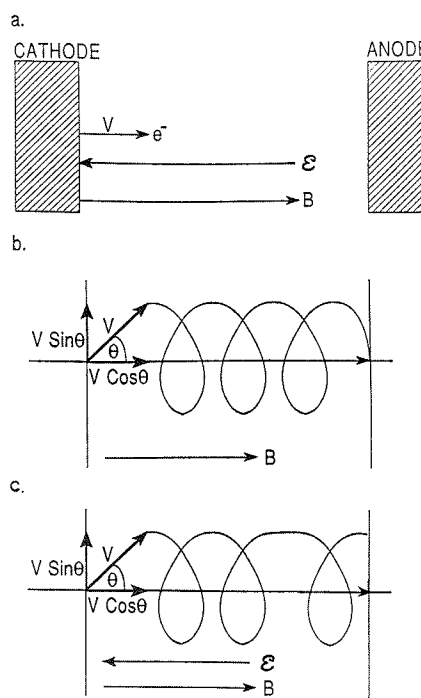 a.
CATHODE ANODE
V e-
ℰ
B
b.
V Sinθ V
θ
V Cosθ
B
c.
V Sinθ V
θ
V Cosθ
ℰ
B